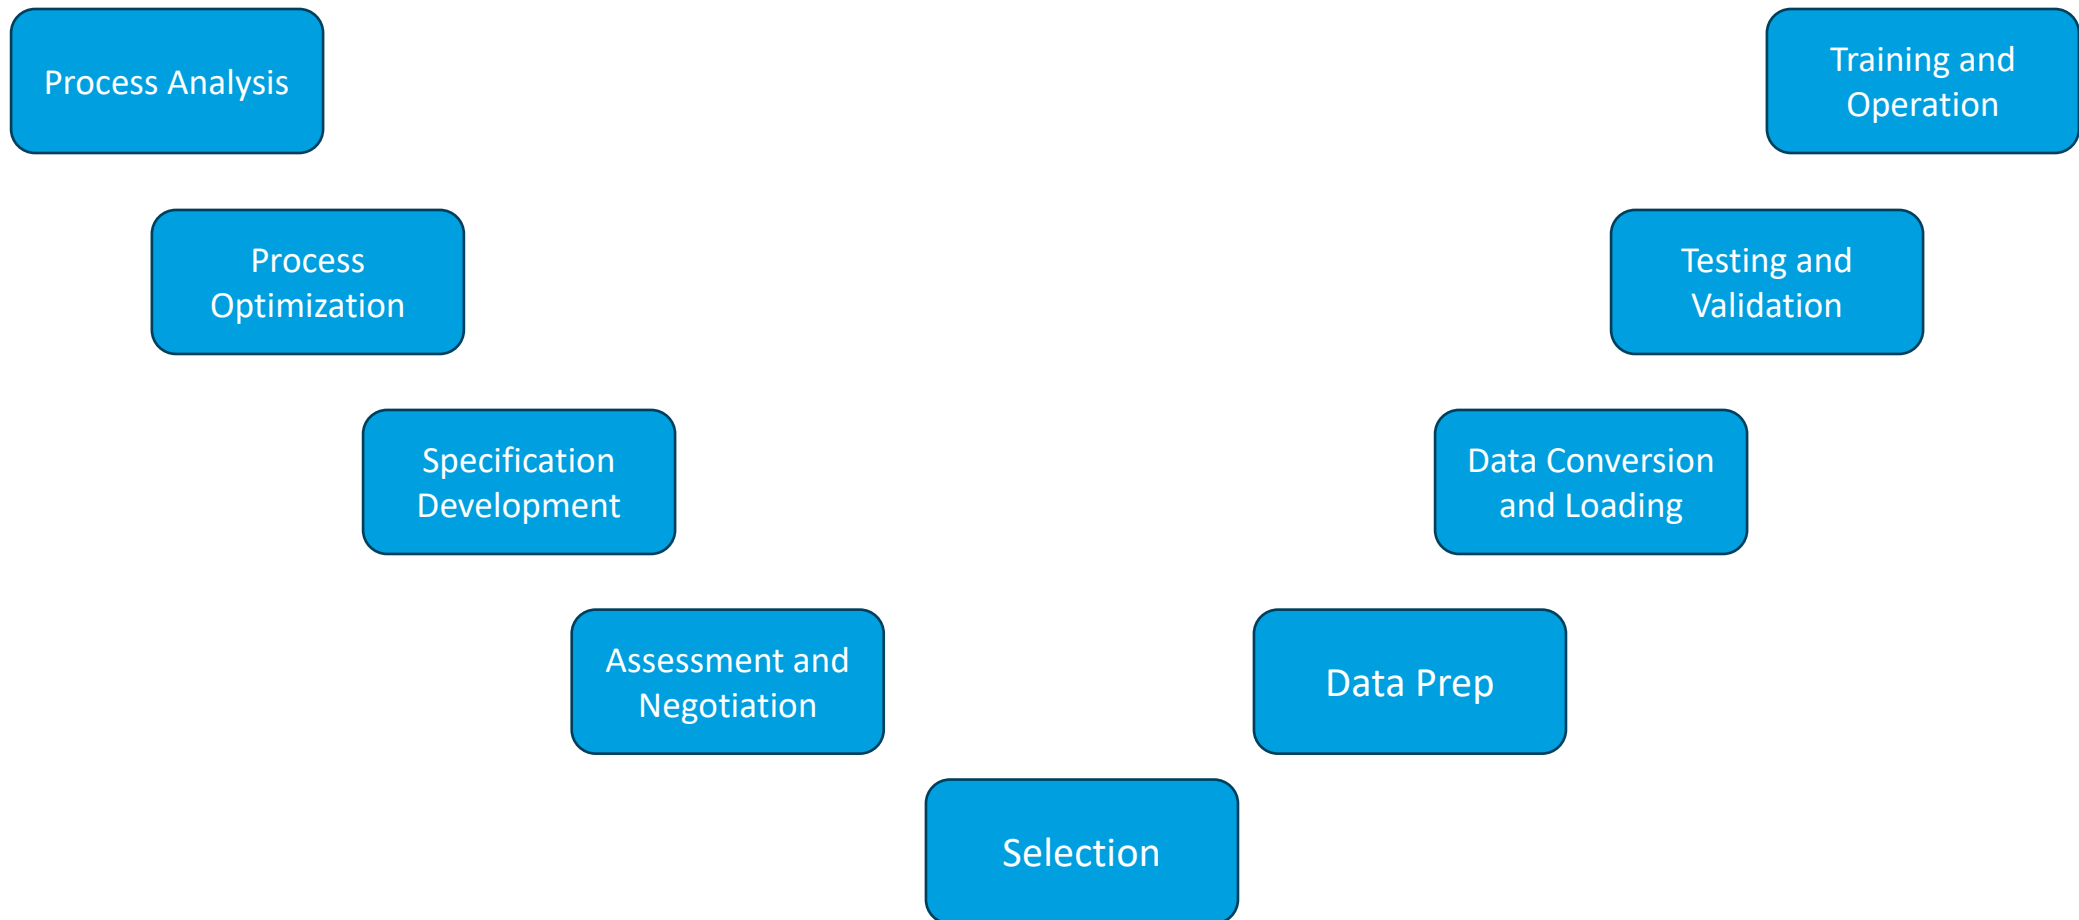 Process Analysis
Process
Optimization
Specification
Development
Assessment and
Negotiation
Selection
Data Prep
Data Conversion
and Loading
Testing and
Validation
Training and
Operation